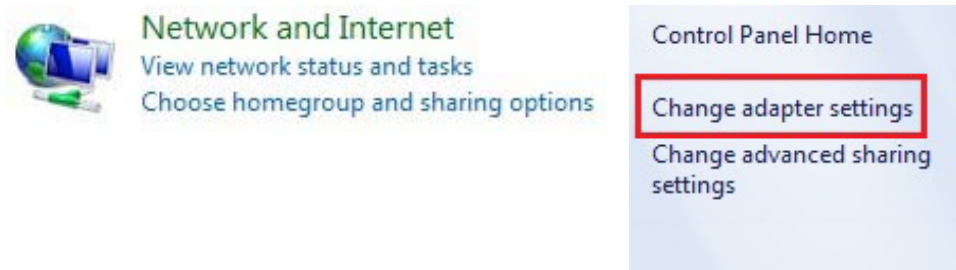 Network and Internet
View network status and tasks
Choose homegroup and sharing options
Control Panel Home
Change adapter settings
Change advanced sharing
settings